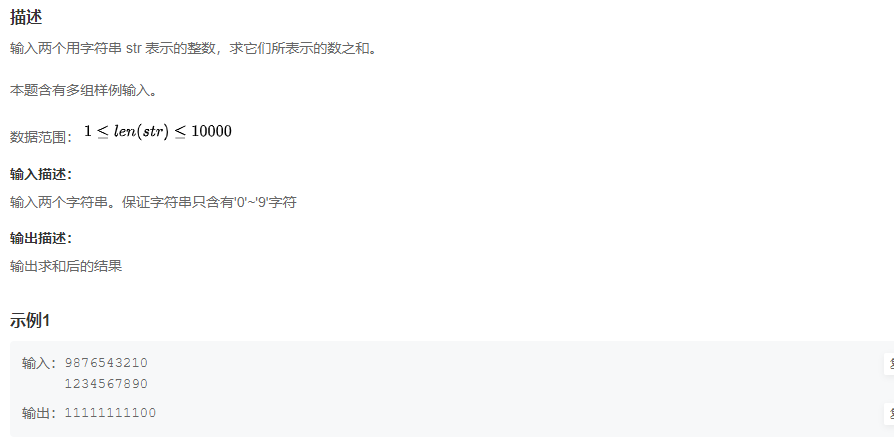 描述
输入两个用字符串 str 表示的整数，求它们所表示的数之和。
本题含有多组样例输入。
数据范围： 1 ≤ len(str) ≤ 10000
输入描述：
输入两个字符串。保证字符串只含有'0'~'9'字符
输出描述：
输出求和后的结果
示例1
输入：9876543210
1234567890
输出：11111111100